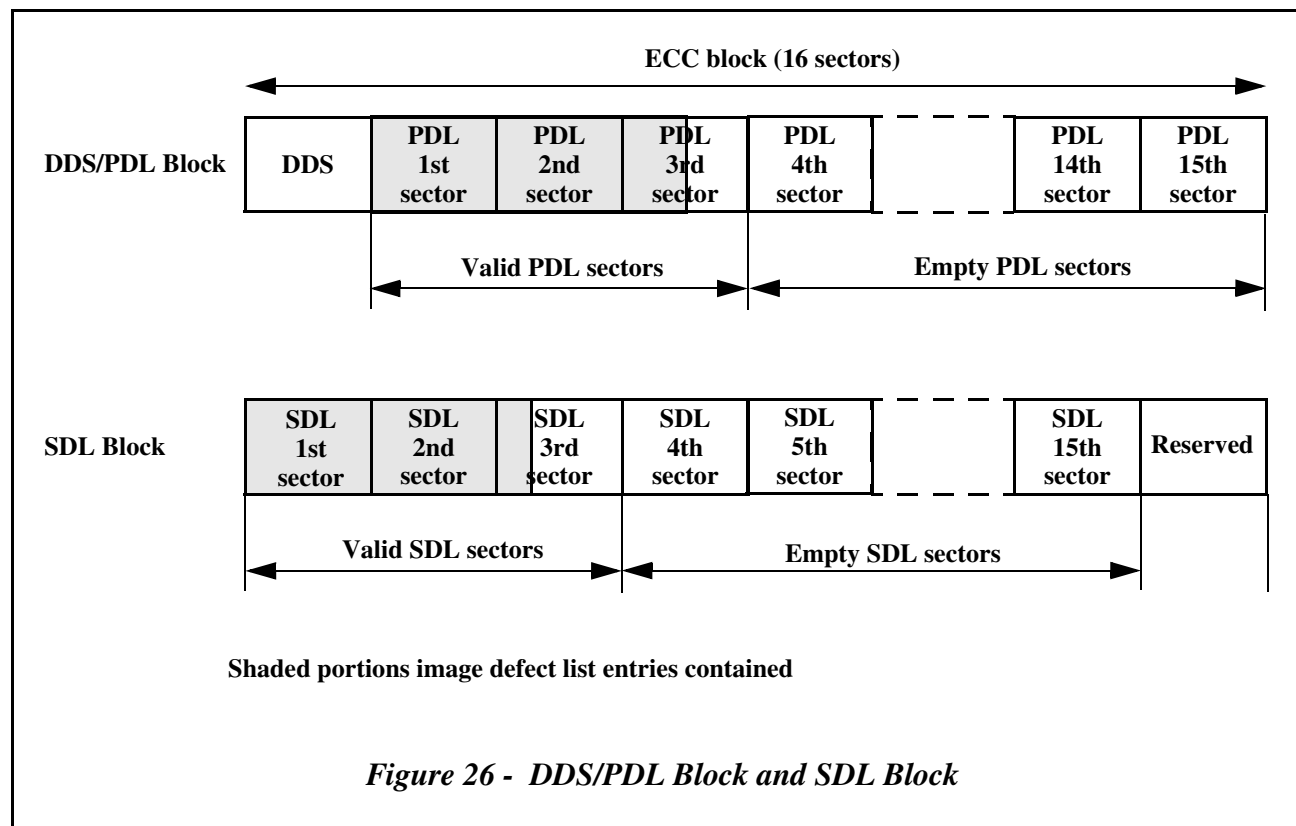 ECC block (16 sectors)
DDS/PDL Block
DDS
PDL
1st
sector
PDL
2nd
sector
PDL
3rd
sector
PDL
4th
sector
PDL
14th
sector
PDL
15th
sector
Valid PDL sectors
Empty PDL sectors
SDL Block
SDL
1st
sector
SDL
2nd
sector
SDL
3rd
sector
SDL
4th
sector
SDL
5th
sector
SDL
15th
sector
Reserved
Valid SDL sectors
Empty SDL sectors
Shaded portions image defect list entries contained
Figure 26 - DDS/PDL Block and SDL Block